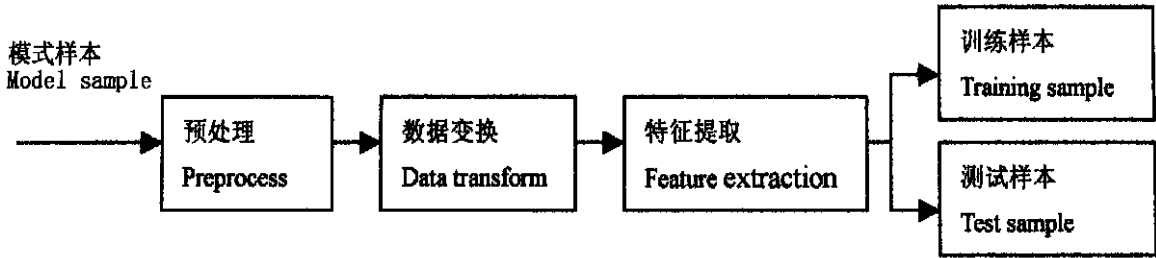 模式样本
Model sample
预处理
Preprocess
数据变换
Data transform
特征提取
Feature extraction
训练样本
Training sample
测试样本
Test sample